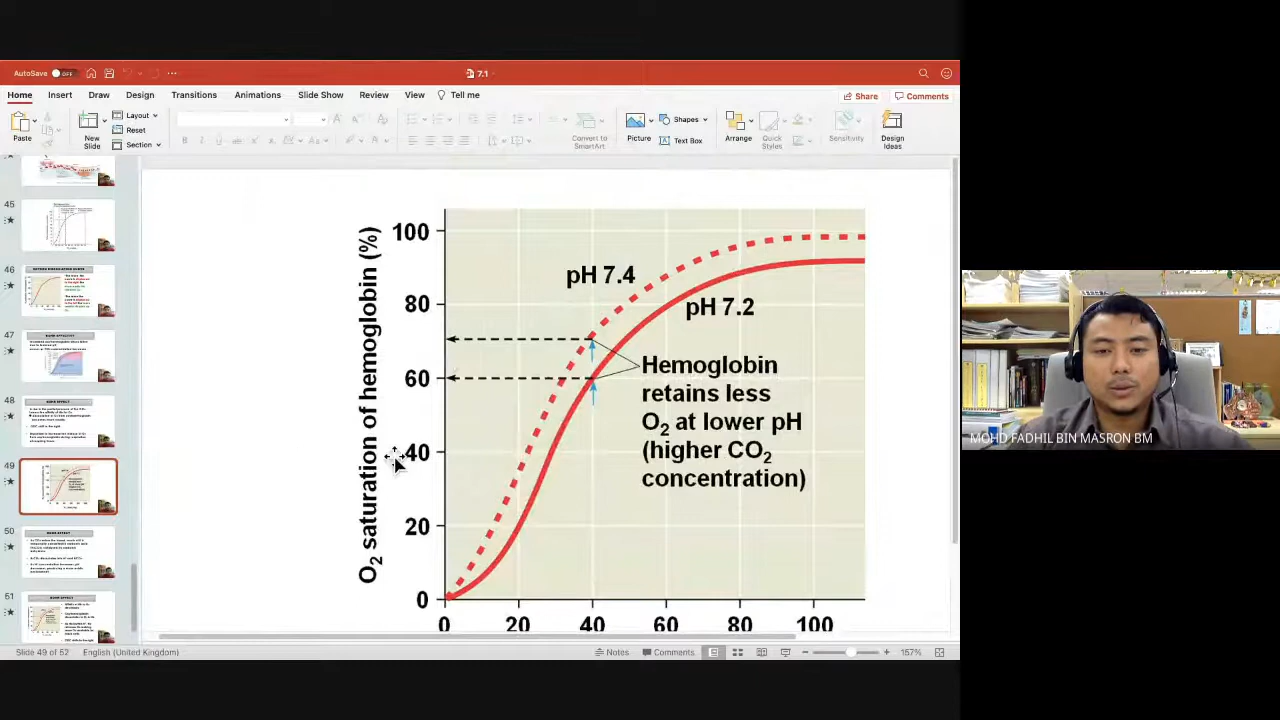 AutoSave OFF
7.1
Home Insert Draw Design Transitions Animations Slide Show Review View Tell me
Share Comments
Paste
New Slide
Layout
Reset
Section
Convert to SmartArt
Picture
Shapes
Text Box
Arrange
Quick Styles
Sensitivity
Design Ideas
45
46
47
48
49
50
51
O2 saturation of hemoglobin (%)
100
80
60
40
20
0
pH 7.4
pH 7.2
Hemoglobin
retains less
O2 at lower pH
(higher CO2
concentration)
0 20 40 60 80 100
MOHD FADHIL BIN MASRON BM
Slide 49 of 52 English (United Kingdom)
Notes Comments 157%